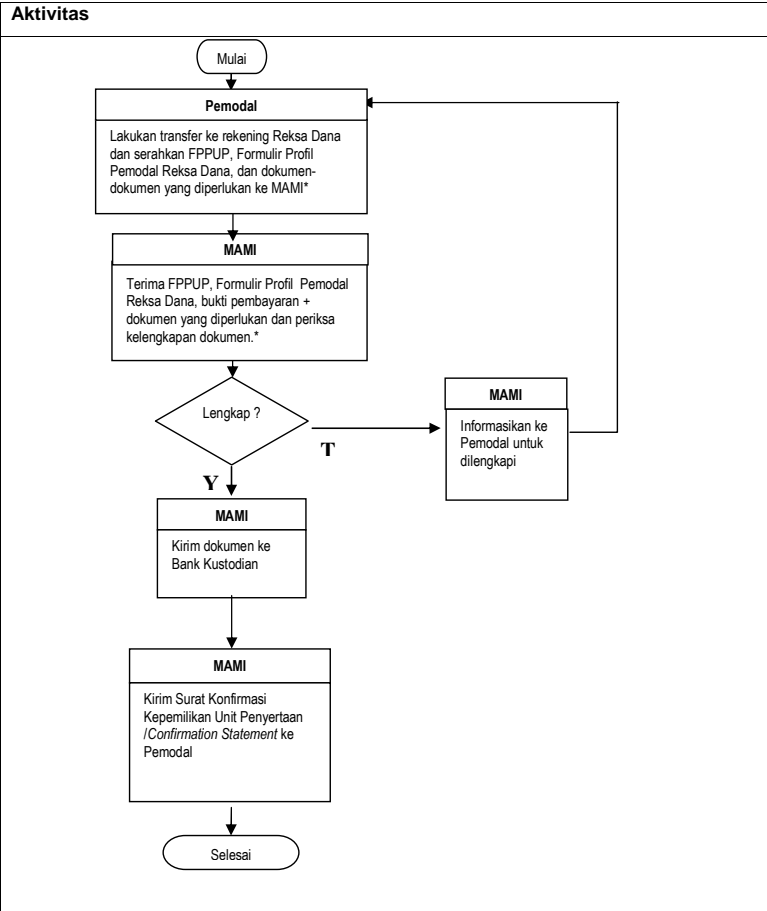 Aktivitas
Mulai
Pemodal
Lakukan transfer ke rekening Reksa Dana
dan serahkan FPPUP, Formulir Profil
Pemodal Reksa Dana, dan dokumen-
dokumen yang diperlukan ke MAMI*
MAMI
Terima FPPUP, Formulir Profil Pemodal
Reksa Dana, bukti pembayaran +
dokumen yang diperlukan dan periksa
kelengkapan dokumen.*
Lengkap ?
T
MAMI
Informasikan ke
Pemodal untuk
dilengkapi
Y
MAMI
Kirim dokumen ke
Bank Kustodian
MAMI
Kirim Surat Konfirmasi
Kepemilikan Unit Penyertaan
/Confirmation Statement ke
Pemodal
Selesai